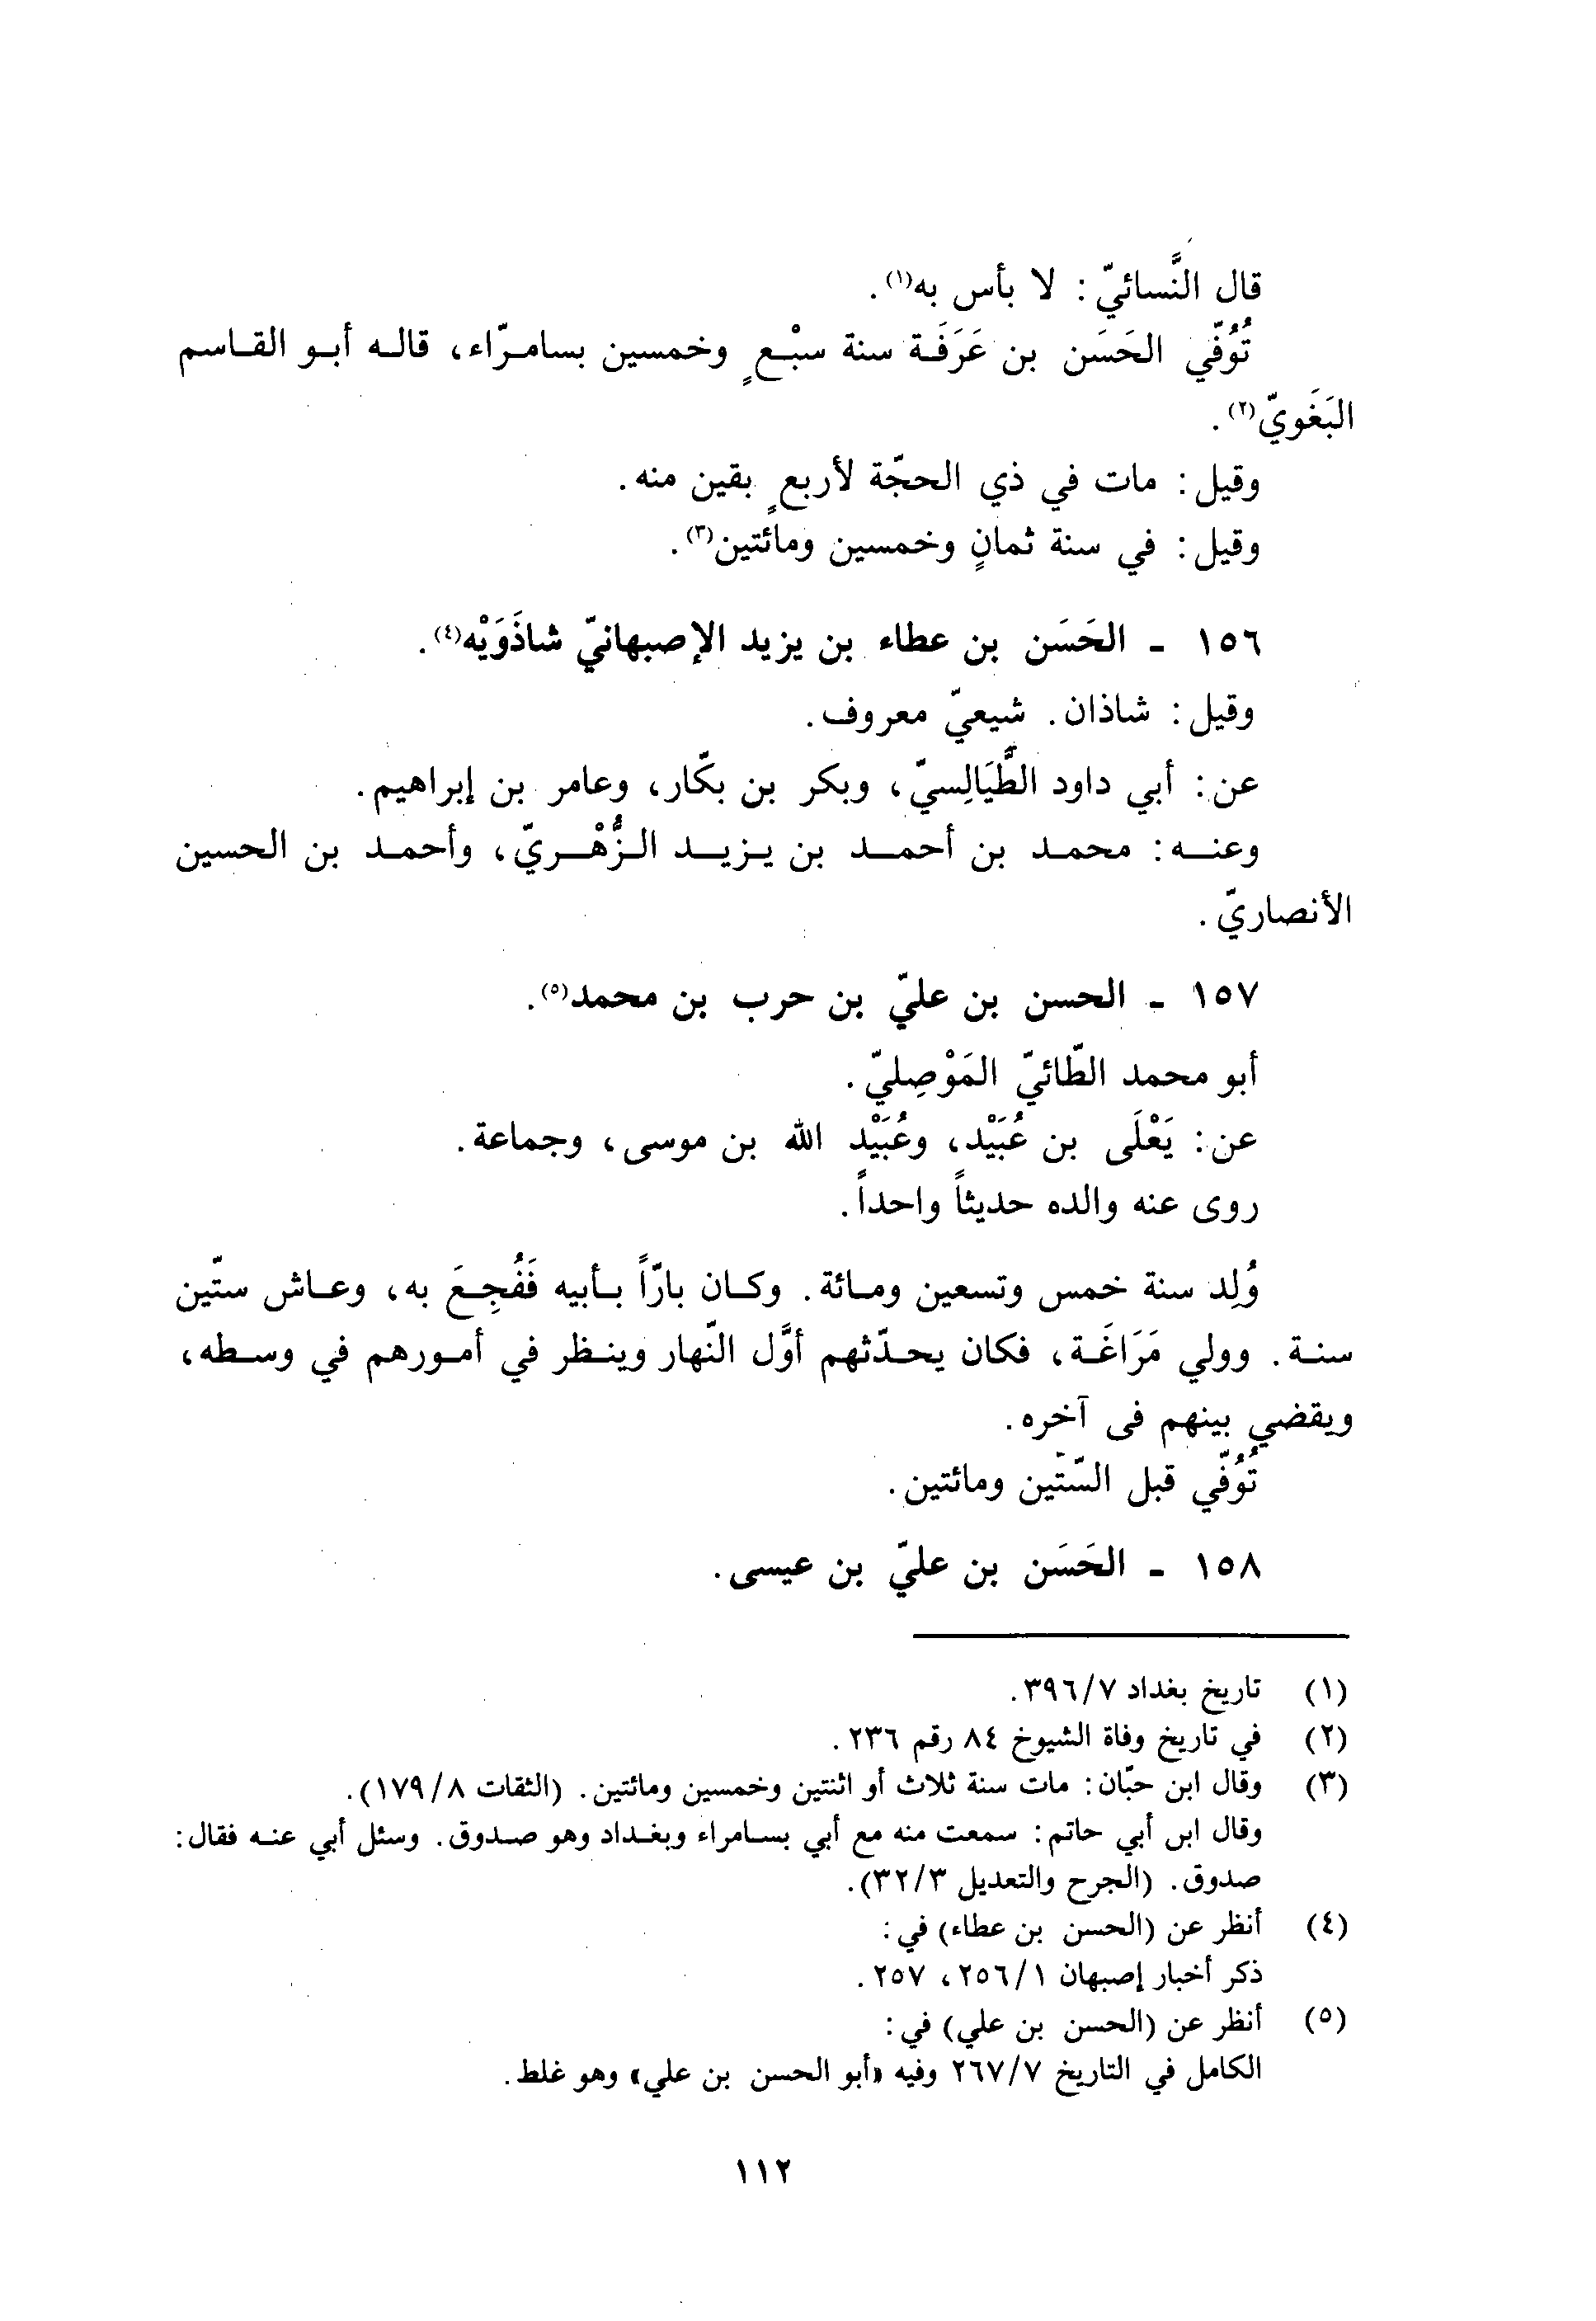 قال النَّسائيّ: لا بأس به(١).
تُوُفّي الحَسَن بن عَرَفَة سنة سبْعٍ وخمسين بسامرّاء، قاله أبو القاسم
البَغَويّ(٢).
وقيل: مات في ذي الحجّة لأربعٍ بقين منه.
وقيل: في سنة ثمانٍ وخمسين ومائتين(٣).
١٥٦ - الحَسَن بن عطاء بن يزيد الإصبهانيّ شاذَوَيْه(٤).
وقيل: شاذان. شيعيّ معروف.
عن: أبي داود الطَّيَالِسيّ، وبكر بن بكّار، وعامر بن إبراهيم.
وعنه: محمد بن أحمد بن يزيد الزُّهْريّ، وأحمد بن الحسين
الأنصاريّ.
١٥٧ - الحسن بن عليّ بن حرب بن محمد(٥).
أبو محمد الطّائيّ المَوْصِليّ.
عن: يَعْلَى بن عُبَيْد، وعُبَيْد الله بن موسى، وجماعة.
روى عنه والده حديثاً واحداً.
وُلِد سنة خمس وتسعين ومائة. وكان بارّاً بأبيه فَفُجِعَ به، وعاش ستّين
سنة. وولي مَرَاغَة، فكان يحدّثهم أوَّل النّهار وينظر في أمورهم في وسطه،
ويقضي بينهم فى آخره.
تُوُفّي قبل السّتّين ومائتين.
١٥٨ - الحَسَن بن عليّ بن عيسى.
(١) تاريخ بغداد ٣٩٦/٧.
(٢) في تاريخ وفاة الشيوخ ٨٤ رقم ٢٣٦.
(٣) وقال ابن حبّان: مات سنة ثلاث أو اثنتين وخمسين ومائتين. (الثقات ١٧٩/٨).
وقال ابن أبي حاتم: سمعت منه مع أبي بسامراء وبغداد وهو صدوق. وسئل أبي عنه فقال:
صدوق. (الجرح والتعديل ٣٢/٣).
(٤) أنظر عن (الحسن بن عطاء) في:
ذكر أخبار إصبهان ٢٥٦/١، ٢٥٧.
(٥) أنظر عن (الحسن بن علي) في:
الكامل في التاريخ ٢٦٧/٧ وفيه «أبو الحسن بن علي» وهو غلط.
١١٢